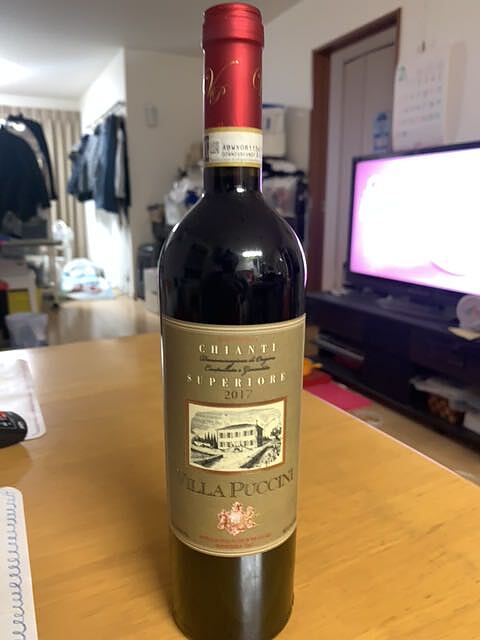 CHIANTI
Denominazione di Origine
Controllata e Garantita
SUPERIORE
2017
VILLA PUCCINI